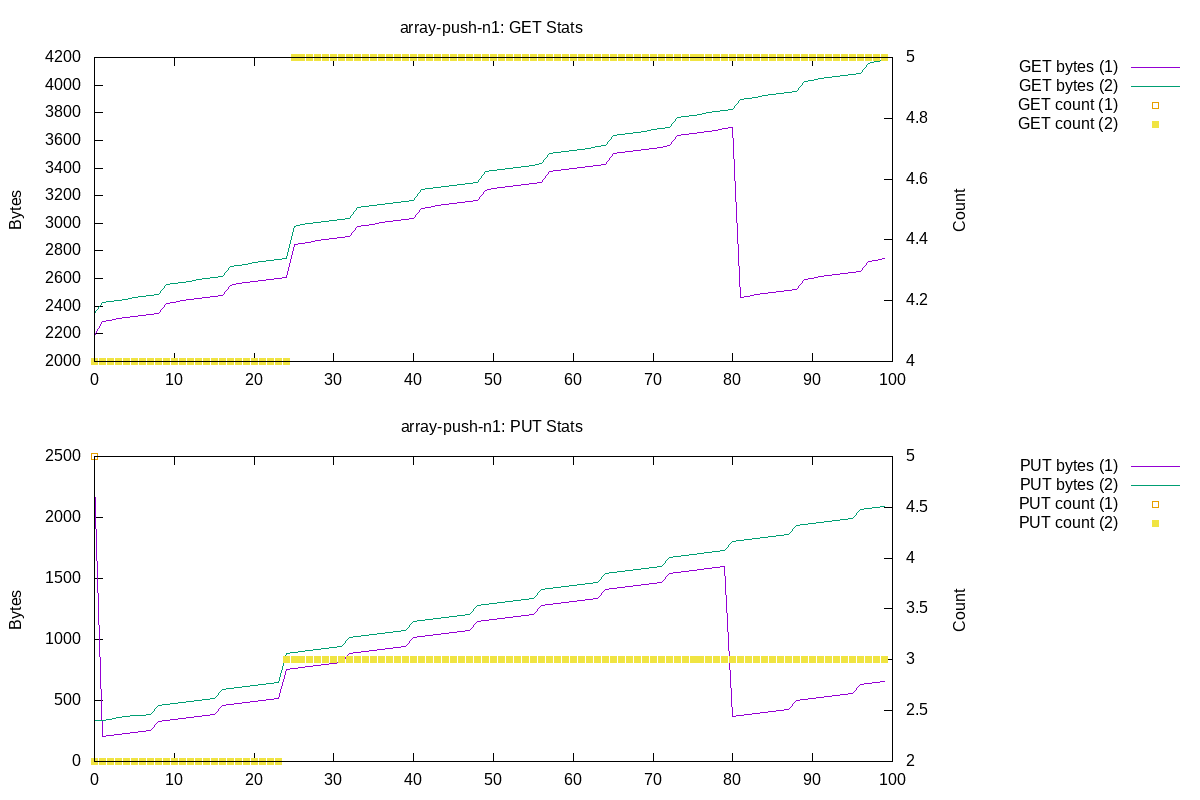 array-push-n1: GET Stats
4200
4000
3800
3600
3400
3200
3000
2800
2600
2400
2200
2000
Bytes
5
4.8
4.6
4.4
4.2
4
Count
0 10 20 30 40 50 60 70 80 90 100
GET bytes (1)
GET bytes (2)
GET count (1)
GET count (2)
array-push-n1: PUT Stats
2500
2000
1500
1000
500
0
Bytes
5
4.5
4
3.5
3
2.5
2
Count
0 10 20 30 40 50 60 70 80 90 100
PUT bytes (1)
PUT bytes (2)
PUT count (1)
PUT count (2)